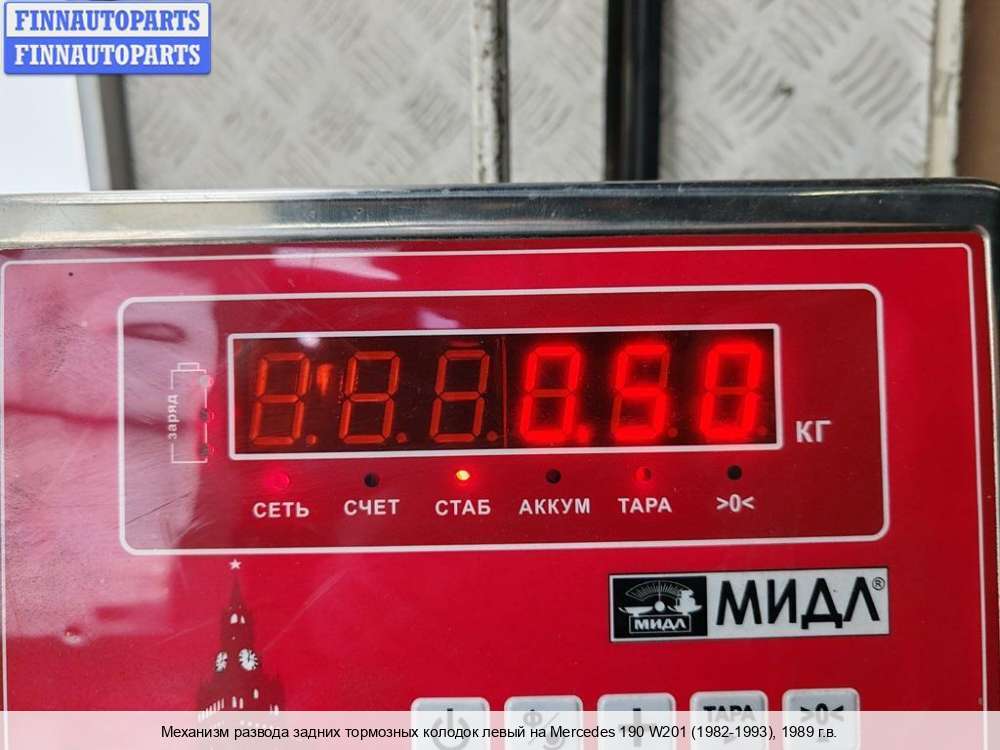 FINNAUTOPARTS
FINNAUTOPARTS
заряд
0.50
КГ
СЕТЬ СЧЕТ СТАБ АККУМ ТАРА >0<
МИДЛ МИДЛ®
ТАРА >0<
Механизм развода задних тормозных колодок левый на Mercedes 190 W201 (1982-1993), 1989 г.в.